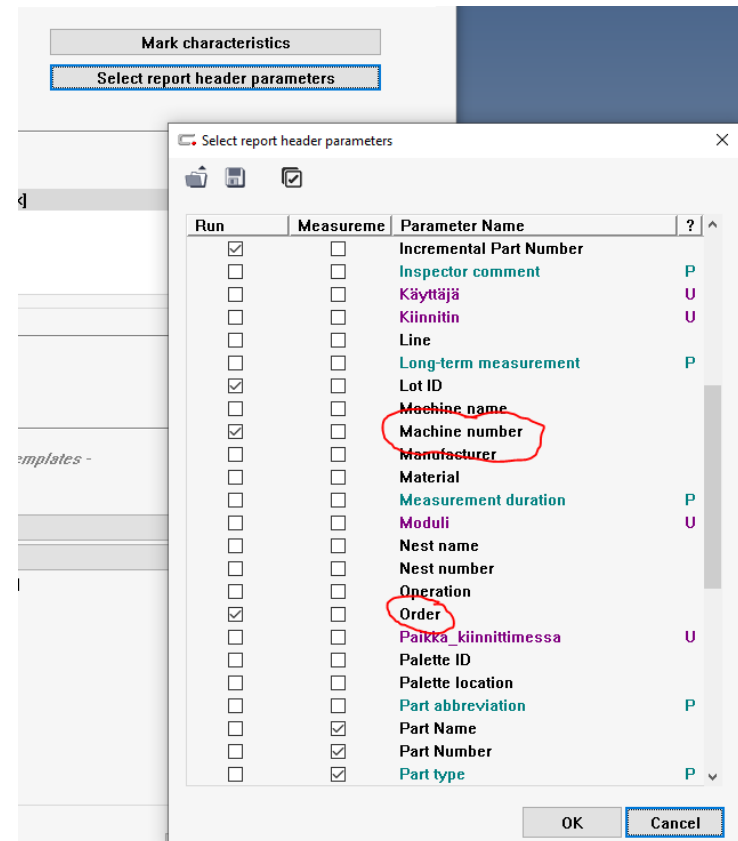 Mark characteristics
Select report header parameters
Select report header parameters
Run Measureme Parameter Name ?
Incremental Part Number
Inspector comment P
Käyttäjä U
Kiinnitin U
Line
Long-term measurement P
Lot ID
Machine name
Machine number
Manufacturer
emplates -
Material
Measurement duration P
Moduli U
Nest name
Nest number
Operation
Order
Paikka_kiinnittimessa U
Palette ID
Palette location
Part abbreviation P
Part Name
Part Number
Part type P
OK Cancel